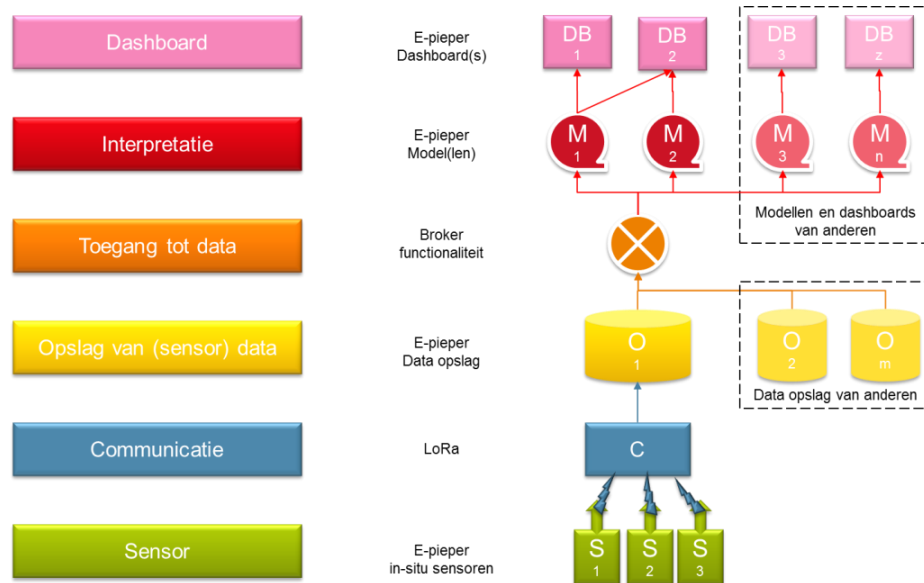 Dashboard
E-pieper
Dashboard(s)
DB
1
DB
2
DB
3
DB
z
Interpretatie
E-pieper
Model(len)
M
1
M
2
M
3
M
n
Modellen en dashboards
van anderen
Toegang tot data
Broker
functionaliteit
Opslag van (sensor) data
E-pieper
Data opslag
O
1
O
2
O
m
Data opslag van anderen
Communicatie
LoRa
C
Sensor
E-pieper
in-situ sensoren
S
1
S
2
S
3